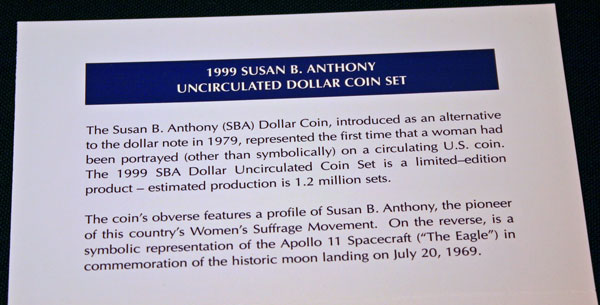 1999 SUSAN B. ANTHONY
UNCIRCULATED DOLLAR COIN SET
The Susan B. Anthony (SBA) Dollar Coin, introduced as an alternative
to the dollar note in 1979, represented the first time that a woman had
been portrayed (other than symbolically) on a circulating U.S. coin.
The 1999 SBA Dollar Uncirculated Coin Set is a limited–edition
product – estimated production is 1.2 million sets.
The coin's obverse features a profile of Susan B. Anthony, the pioneer
of this country's Women's Suffrage Movement. On the reverse, is a
symbolic representation of the Apollo 11 Spacecraft ("The Eagle") in
commemoration of the historic moon landing on July 20, 1969.